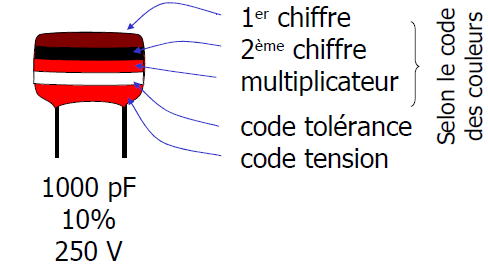 1er chiffre
2ème chiffre
multiplicateur
code tolérance
code tension
Selon le code
des couleurs
1000 pF
10%
250 V